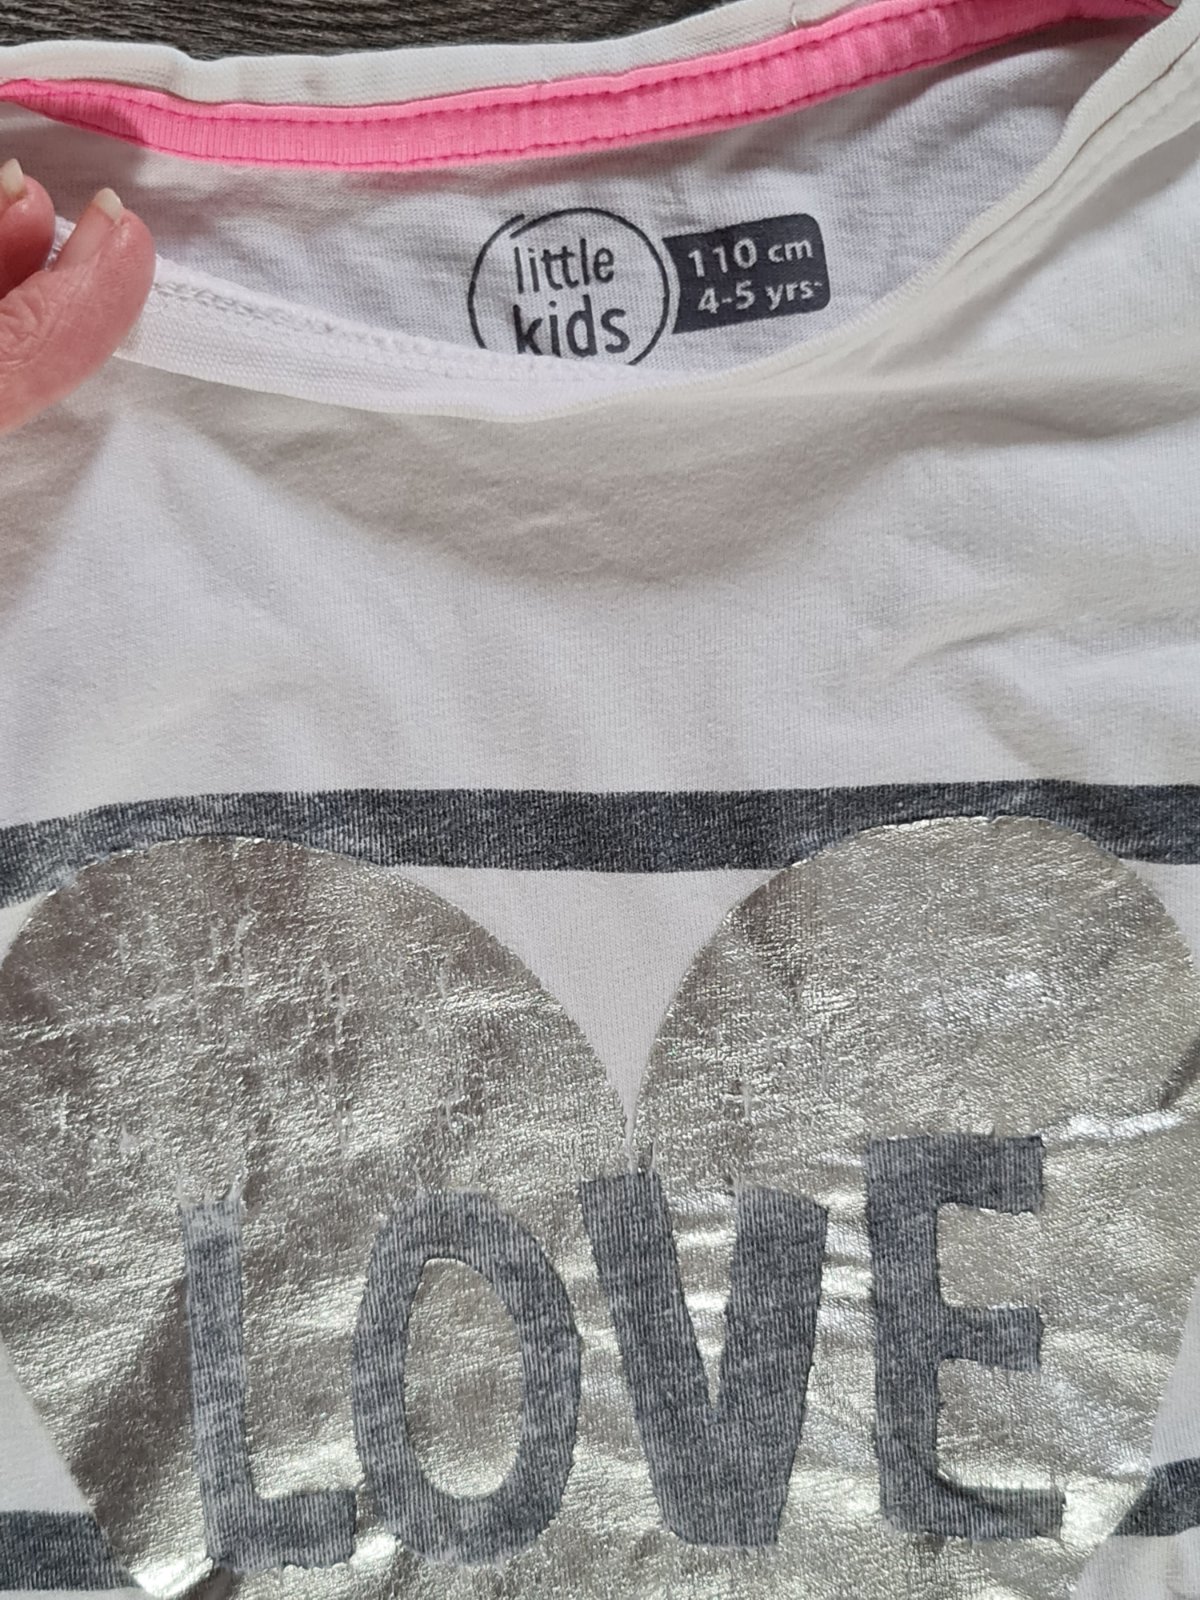 little
kids
110 cm
4-5 yrs
LOVE